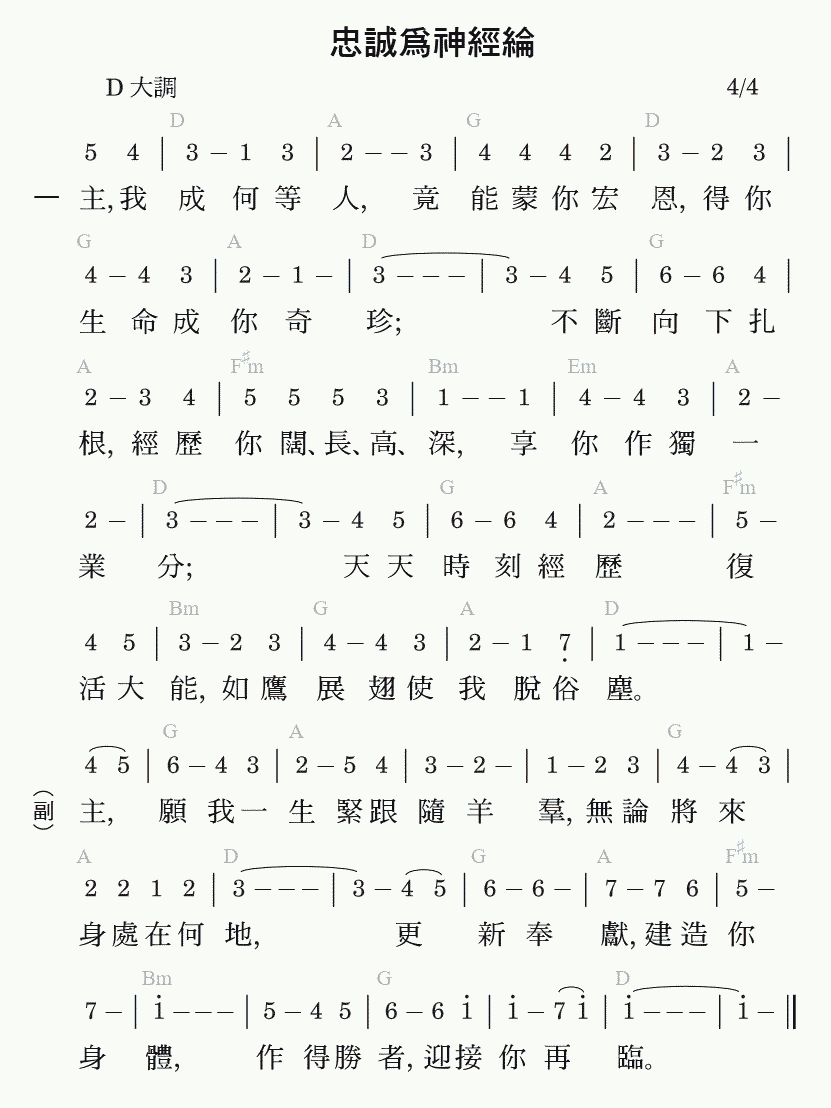 忠誠爲神經綸
D 大調 4/4
D A G D
5 4 | 3 – 1 3 | 2 – – 3 | 4 4 4 2 | 3 – 2 3 |
一 主,我 成 何 等 人, 竟 能 蒙 你 宏 恩, 得 你
G A D G
4 – 4 3 | 2 – 1 – | 3 – – – | 3 – 4 5 | 6 – 6 4 |
生 命 成 你 奇 珍; 不 斷 向 下 扎
A F♯m Bm Em A
2 – 3 4 | 5 5 5 3 | 1 – – 1 | 4 – 4 3 | 2 –
根, 經 歷 你 闊、長、高、深, 享 你 作 獨 一
D G A F♯m
2 – | 3 – – – | 3 – 4 5 | 6 – 6 4 | 2 – – – | 5 –
業 分; 天 天 時 刻 經 歷 復
Bm G A D
4 5 | 3 – 2 3 | 4 – 4 3 | 2 – 1 7̣ | 1 – – – | 1 –
活 大 能, 如 鷹 展 翅 使 我 脫 俗 塵。
G A G
4 5 | 6 – 4 3 | 2 – 5 4 | 3 – 2 – | 1 – 2 3 | 4 – 4 3 |
（副） 主, 願 我 一 生 緊 跟 隨 羊 羣, 無 論 將 來
A D G A F♯m
2 2 1 2 | 3 – – – | 3 – 4 5 | 6 – 6 – | 7 – 7 6 | 5 –
身 處 在 何 地, 更 新 奉 獻, 建 造 你
Bm G D
7 – | 1̇ – – – | 5 – 4 5 | 6 – 6 1̇ | 1̇ – 7 1̇ | 1̇ – – – | 1̇ – ‖
身 體, 作 得 勝 者, 迎 接 你 再 臨。